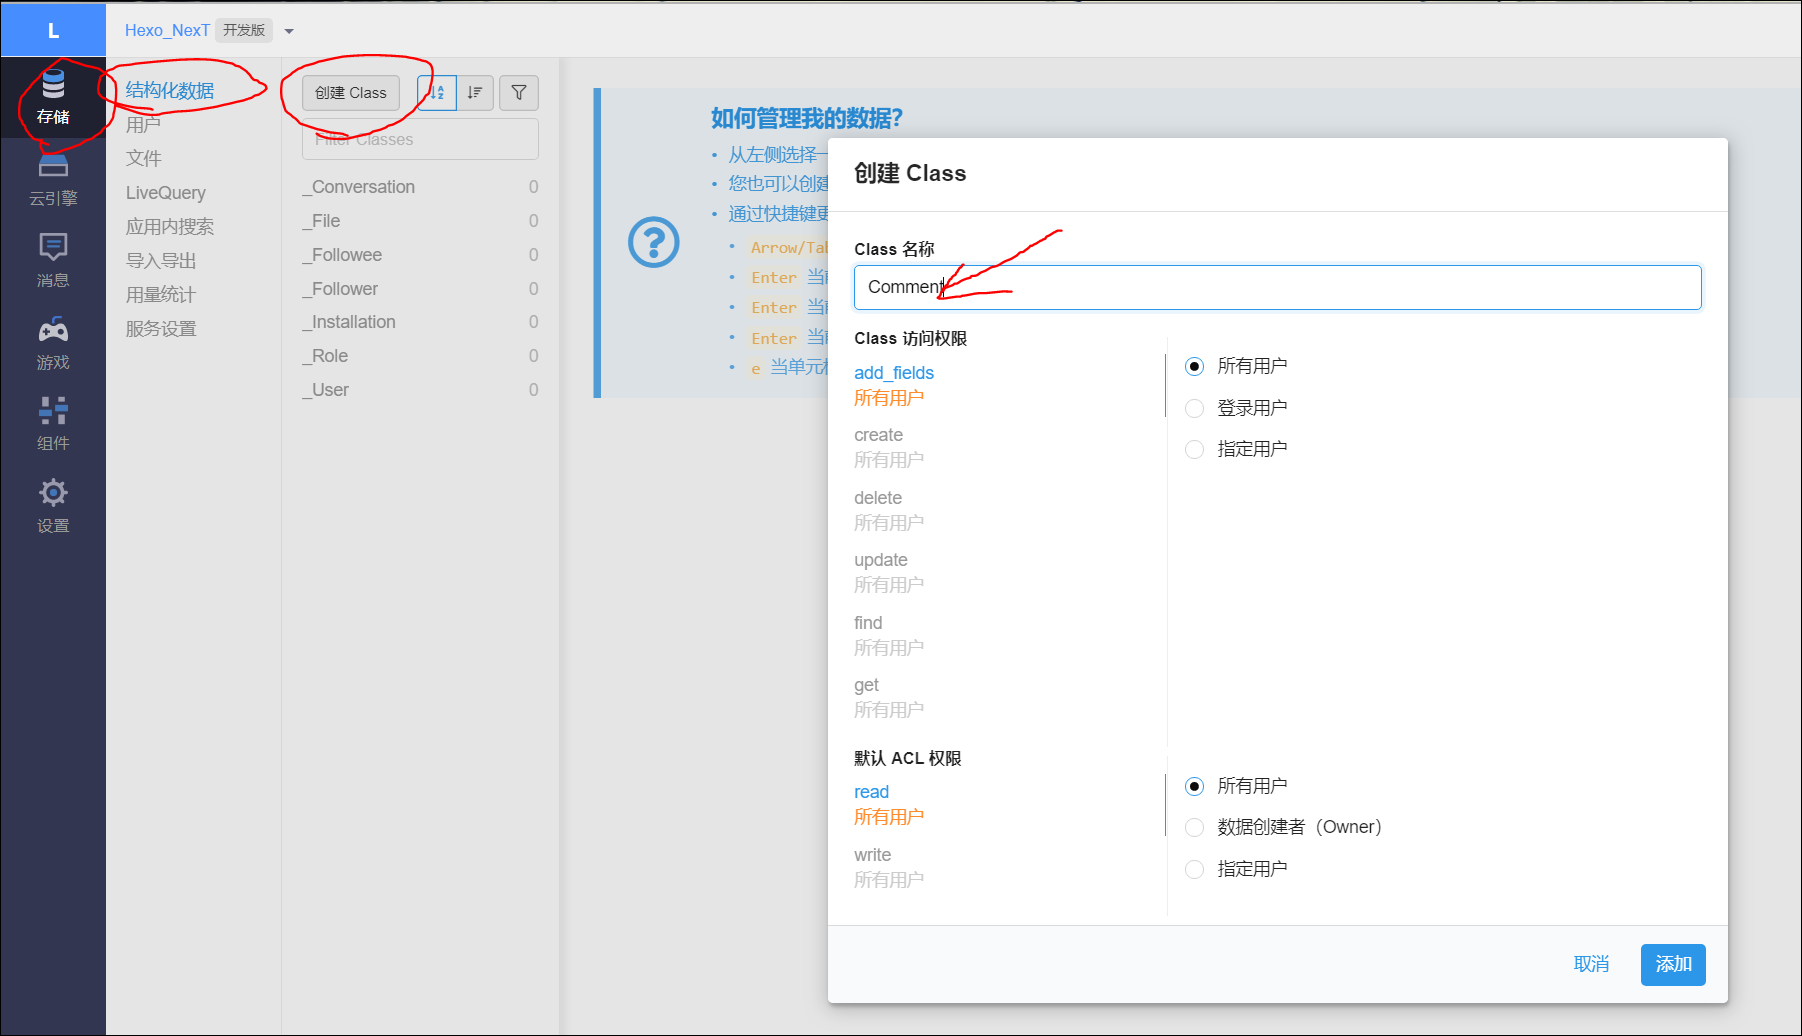 L
Hexo_NexT 开发版
存储
云引擎
消息
游戏
组件
设置
结构化数据
用户
文件
LiveQuery
应用内搜索
导入导出
用量统计
服务设置
创建 Class
Filter Classes
_Conversation 0
_File 0
_Followee 0
_Follower 0
_Installation 0
_Role 0
_User 0
如何管理我的数据?
从左侧选择一
您也可以创建
通过快捷键更
Arrow/Tab
Enter 当前
Enter 当前
Enter 当前
e 当单元格
创建 Class
Class 名称
Comment
Class 访问权限
add_fields
所有用户
create
所有用户
delete
所有用户
update
所有用户
find
所有用户
get
所有用户
所有用户
登录用户
指定用户
默认 ACL 权限
read
所有用户
write
所有用户
所有用户
数据创建者（Owner）
指定用户
取消
添加